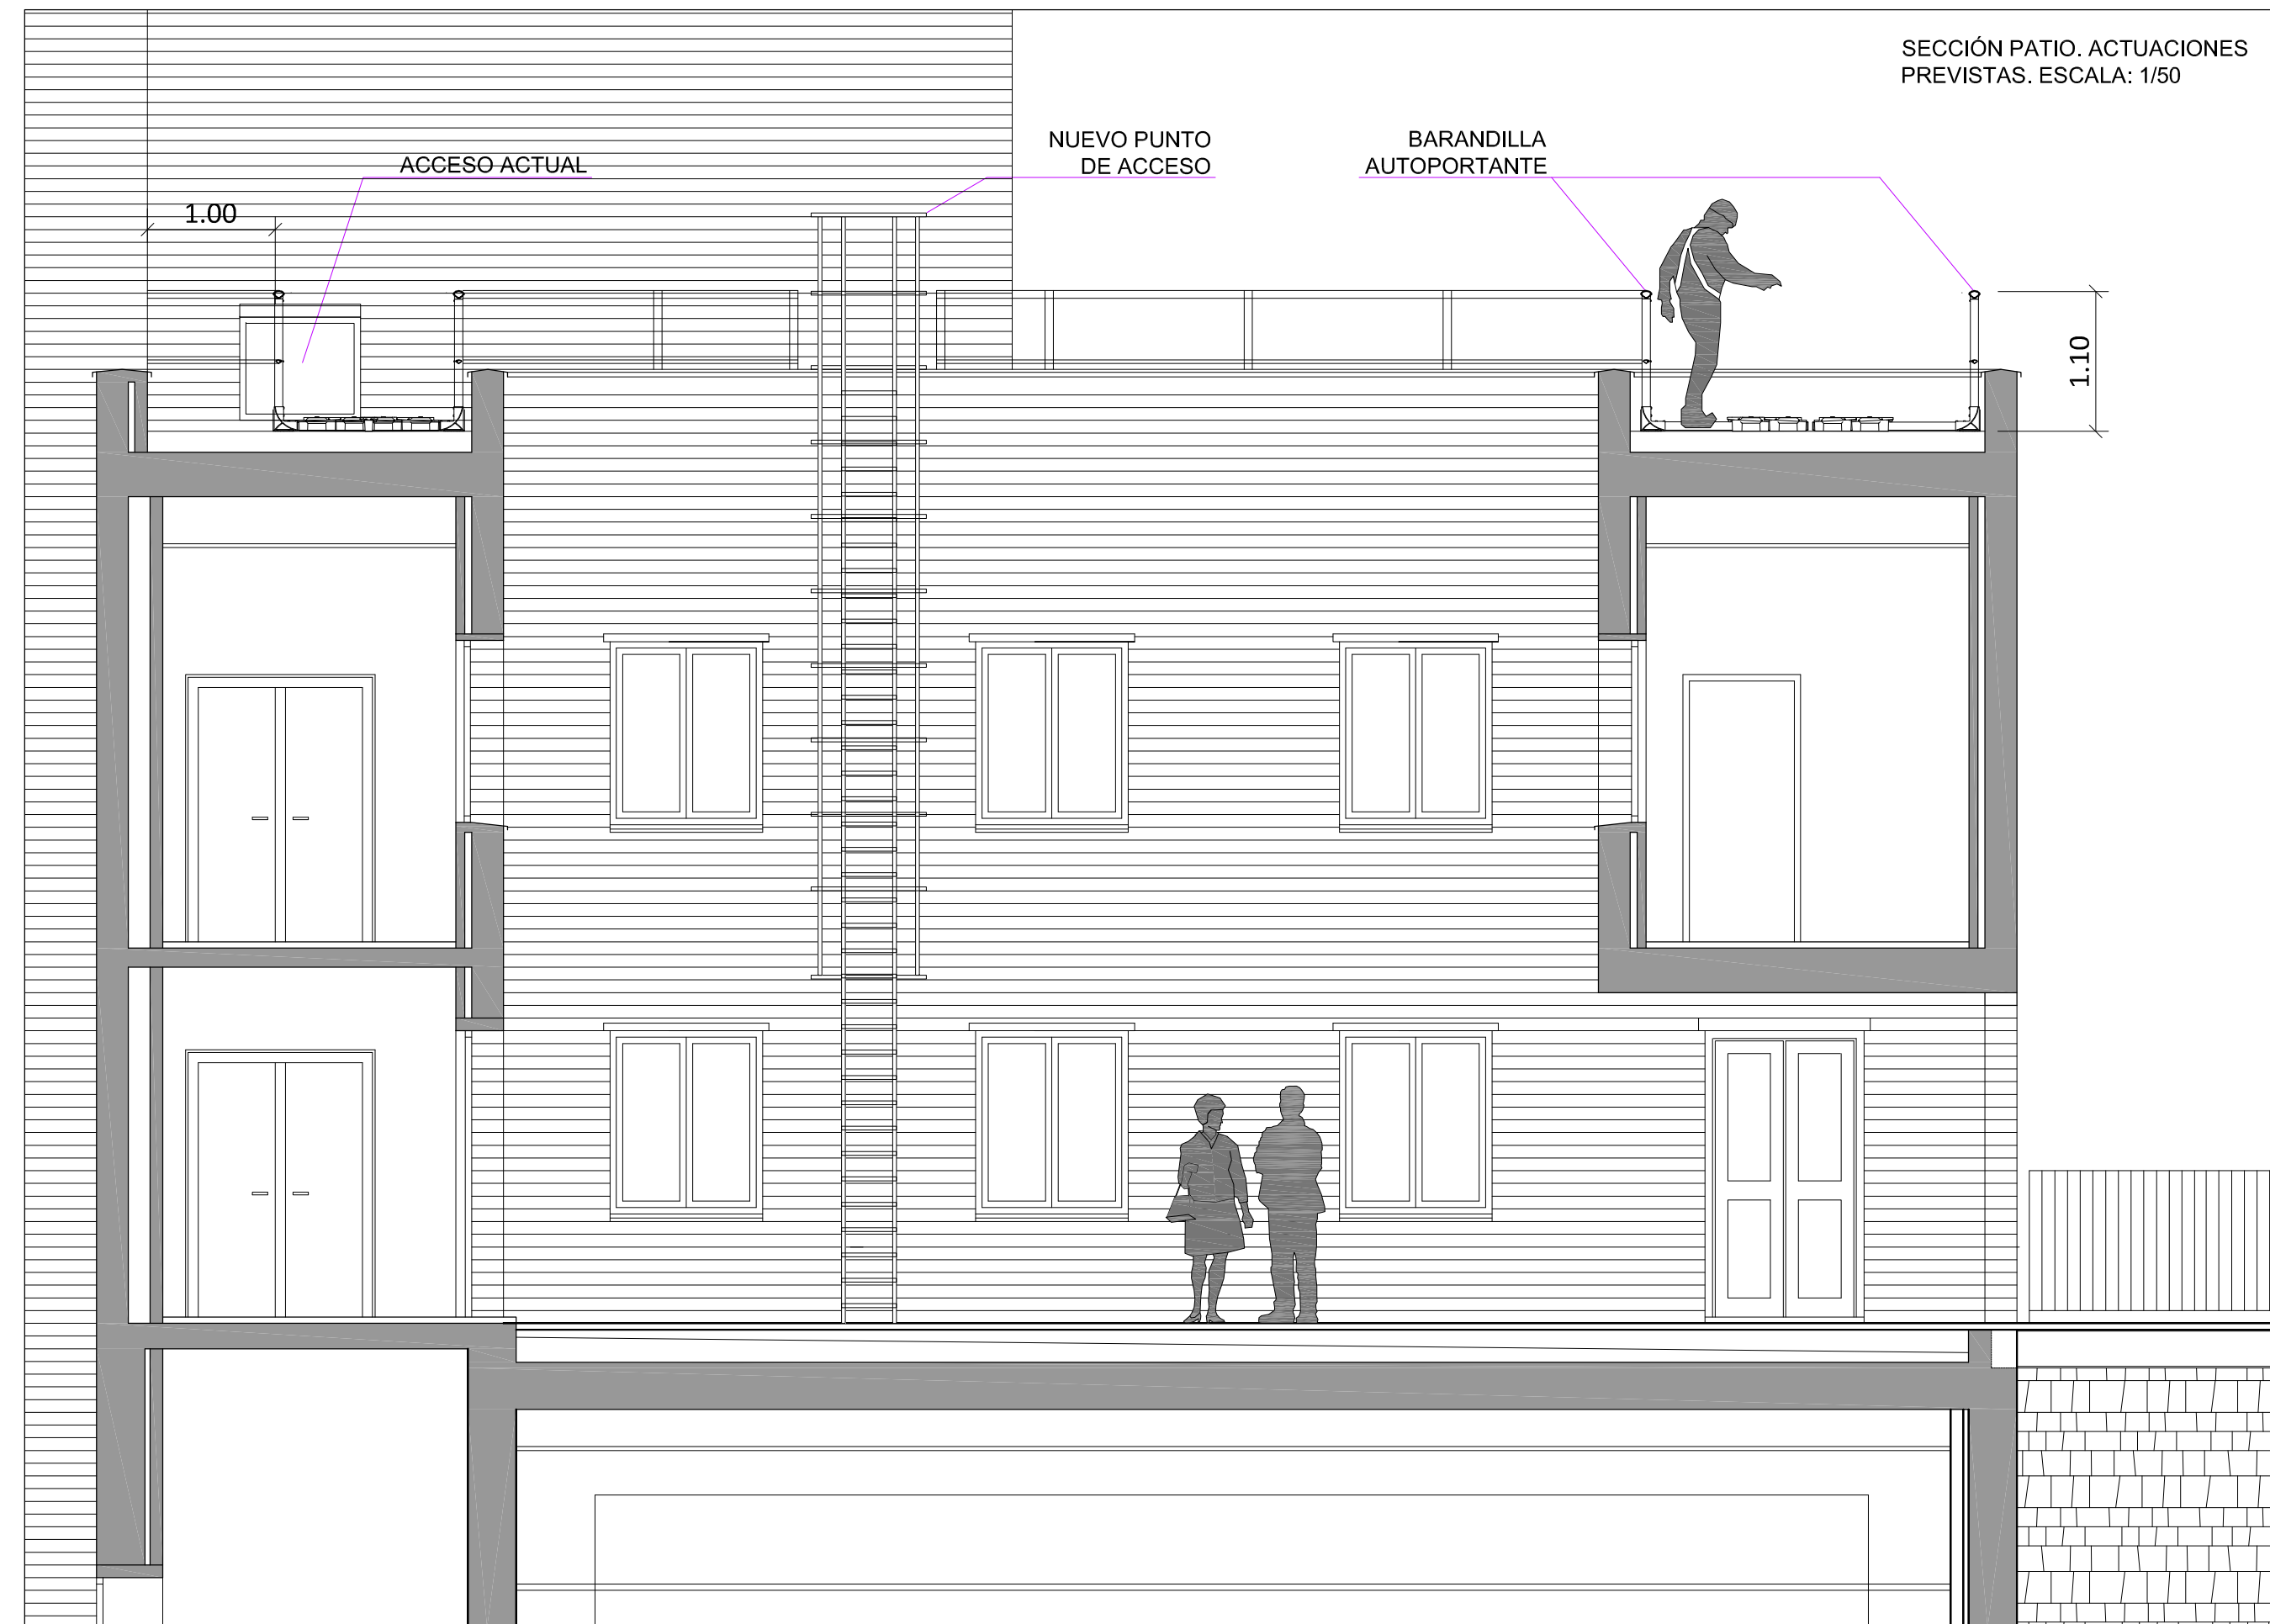 SECCIÓN PATIO. ACTUACIONES
PREVISTAS. ESCALA: 1/50
NUEVO PUNTO
DE ACCESO
BARANDILLA
AUTOPORTANTE
ACCESO ACTUAL
1.00
1.10